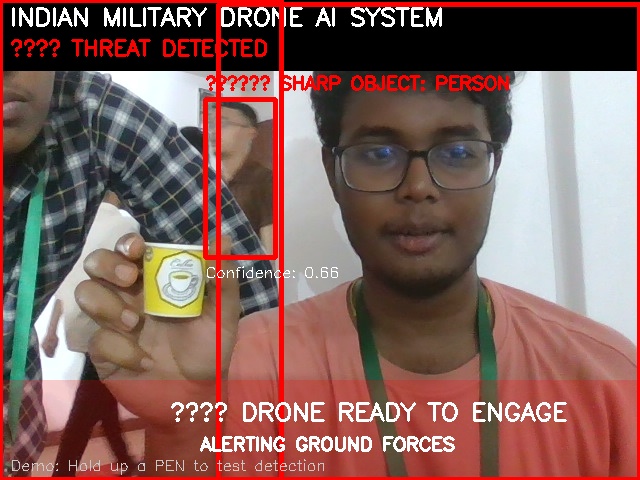 INDIAN MILITARY DRONE AI SYSTEM
???? THREAT DETECTED
?????? SHARP OBJECT: PERSON
Confidence: 0.66
Coffee
???? DRONE READY TO ENGAGE
ALERTING GROUND FORCES
Demo: Hold up a PEN to test detection